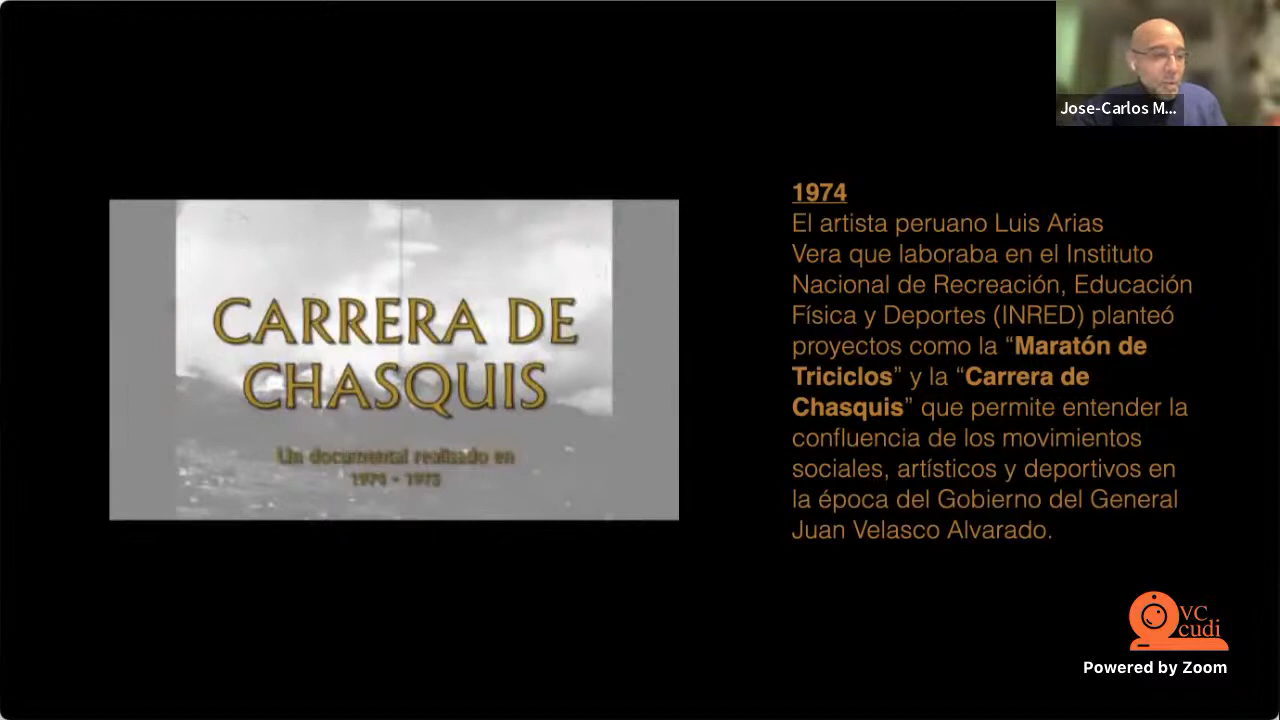 Jose-Carlos M...
CARRERA DE
CHASQUIS
Un documental realizado en
1974 - 1975
1974
El artista peruano Luis Arias
Vera que laboraba en el Instituto
Nacional de Recreación, Educación
Física y Deportes (INRED) planteó
proyectos como la “Maratón de
Triciclos” y la “Carrera de
Chasquis” que permite entender la
confluencia de los movimientos
sociales, artísticos y deportivos en
la época del Gobierno del General
Juan Velasco Alvarado.
VC
cudi
Powered by Zoom